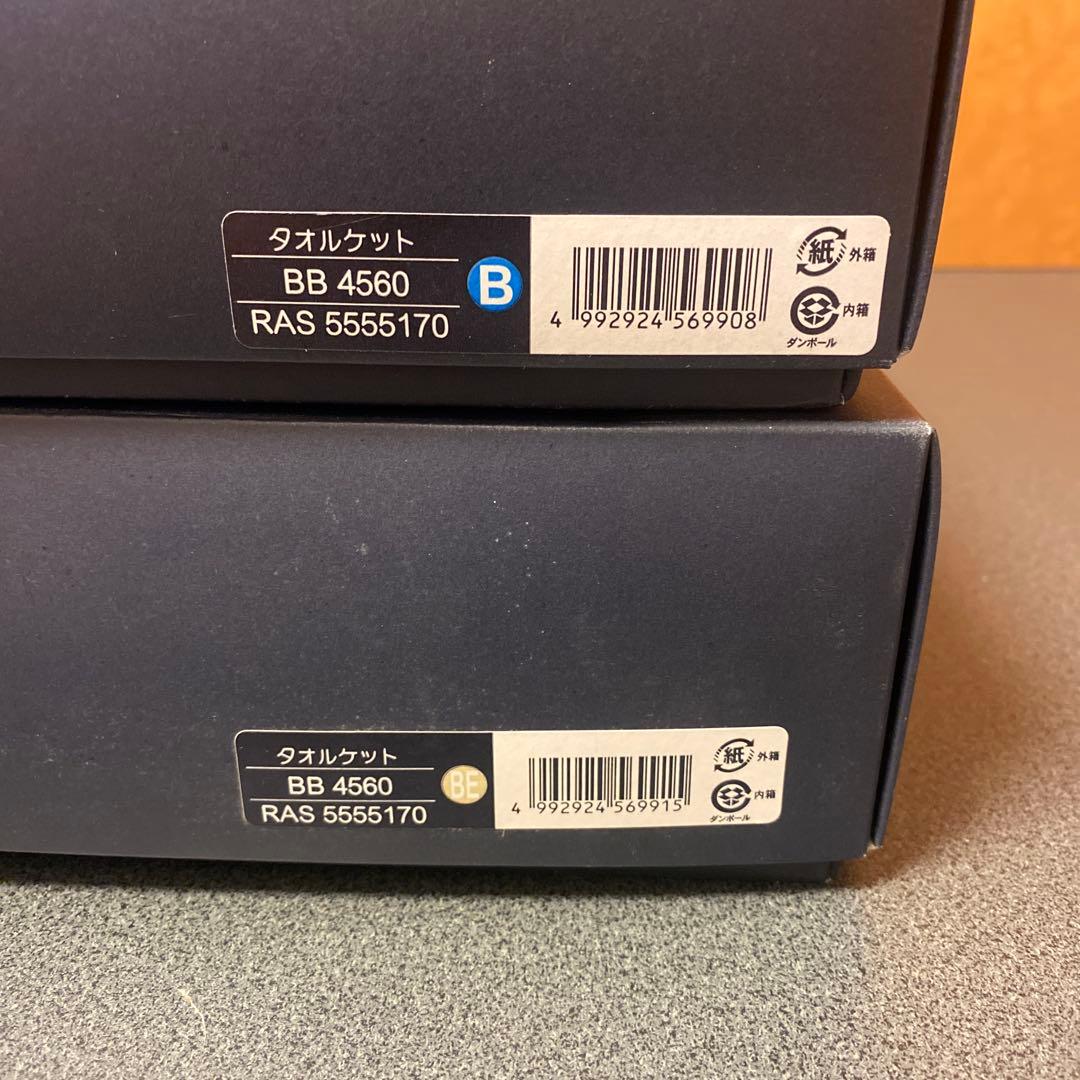 タオルケット
BB 4560
RAS 5555170
B
4 992924 569908
紙 外箱
内箱
ダンボール
タオルケット
BB 4560
RAS 5555170
BE
4 992924 569915
紙 外箱
内箱
ダンボール